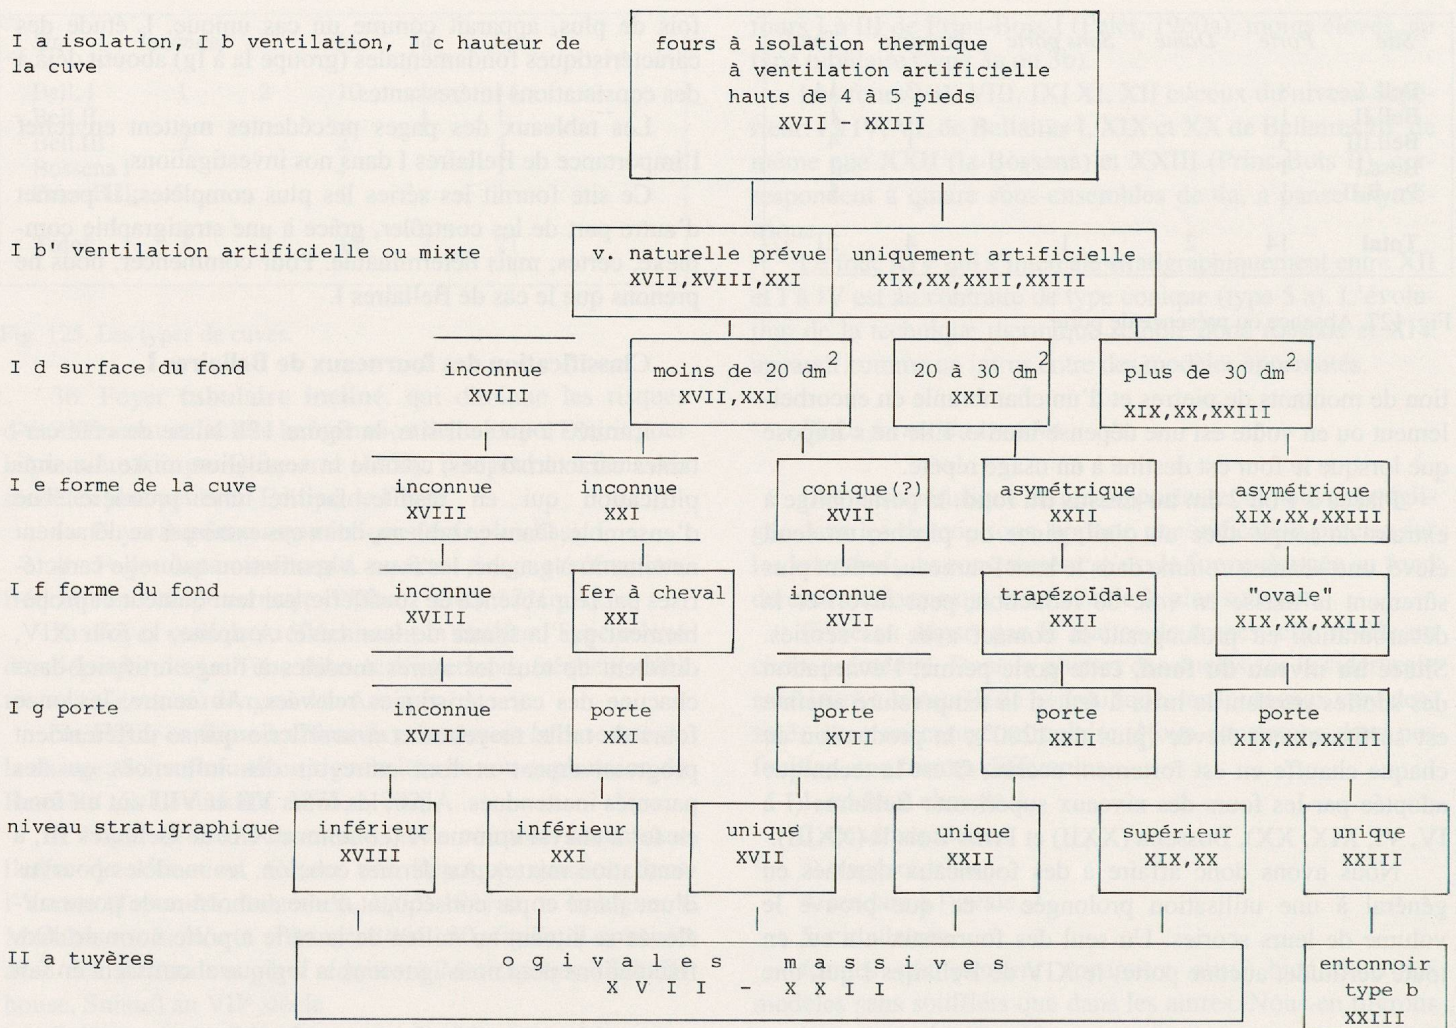 I a isolation, I b ventilation, I c hauteur de
la cuve
fours à isolation thermique
à ventilation artificielle
hauts de 4 à 5 pieds
XVII - XXIII
I b' ventilation artificielle ou mixte
v. naturelle prévue
XVII,XVIII,XXI
uniquement artificielle
XIX,XX,XXII,XXIII
I d surface du fond
inconnue
XVIII
moins de 20 dm2
XVII,XXI
20 à 30 dm2
XXII
plus de 30 dm2
XIX,XX,XXIII
I e forme de la cuve
inconnue
XVIII
inconnue
XXI
conique(?)
XVII
asymétrique
XXII
asymétrique
XIX,XX,XXIII
I f forme du fond
inconnue
XVIII
fer à cheval
XXI
inconnue
XVII
trapézoïdale
XXII
"ovale"
XIX,XX,XXIII
I g porte
inconnue
XVIII
porte
XXI
porte
XVII
porte
XXII
porte
XIX,XX,XXIII
niveau stratigraphique
inférieur
XVIII
inférieur
XXI
unique
XVII
unique
XXII
supérieur
XIX,XX
unique
XXIII
II a tuyères
ogivales massives
XVII - XXII
entonnoir
type b
XXIII